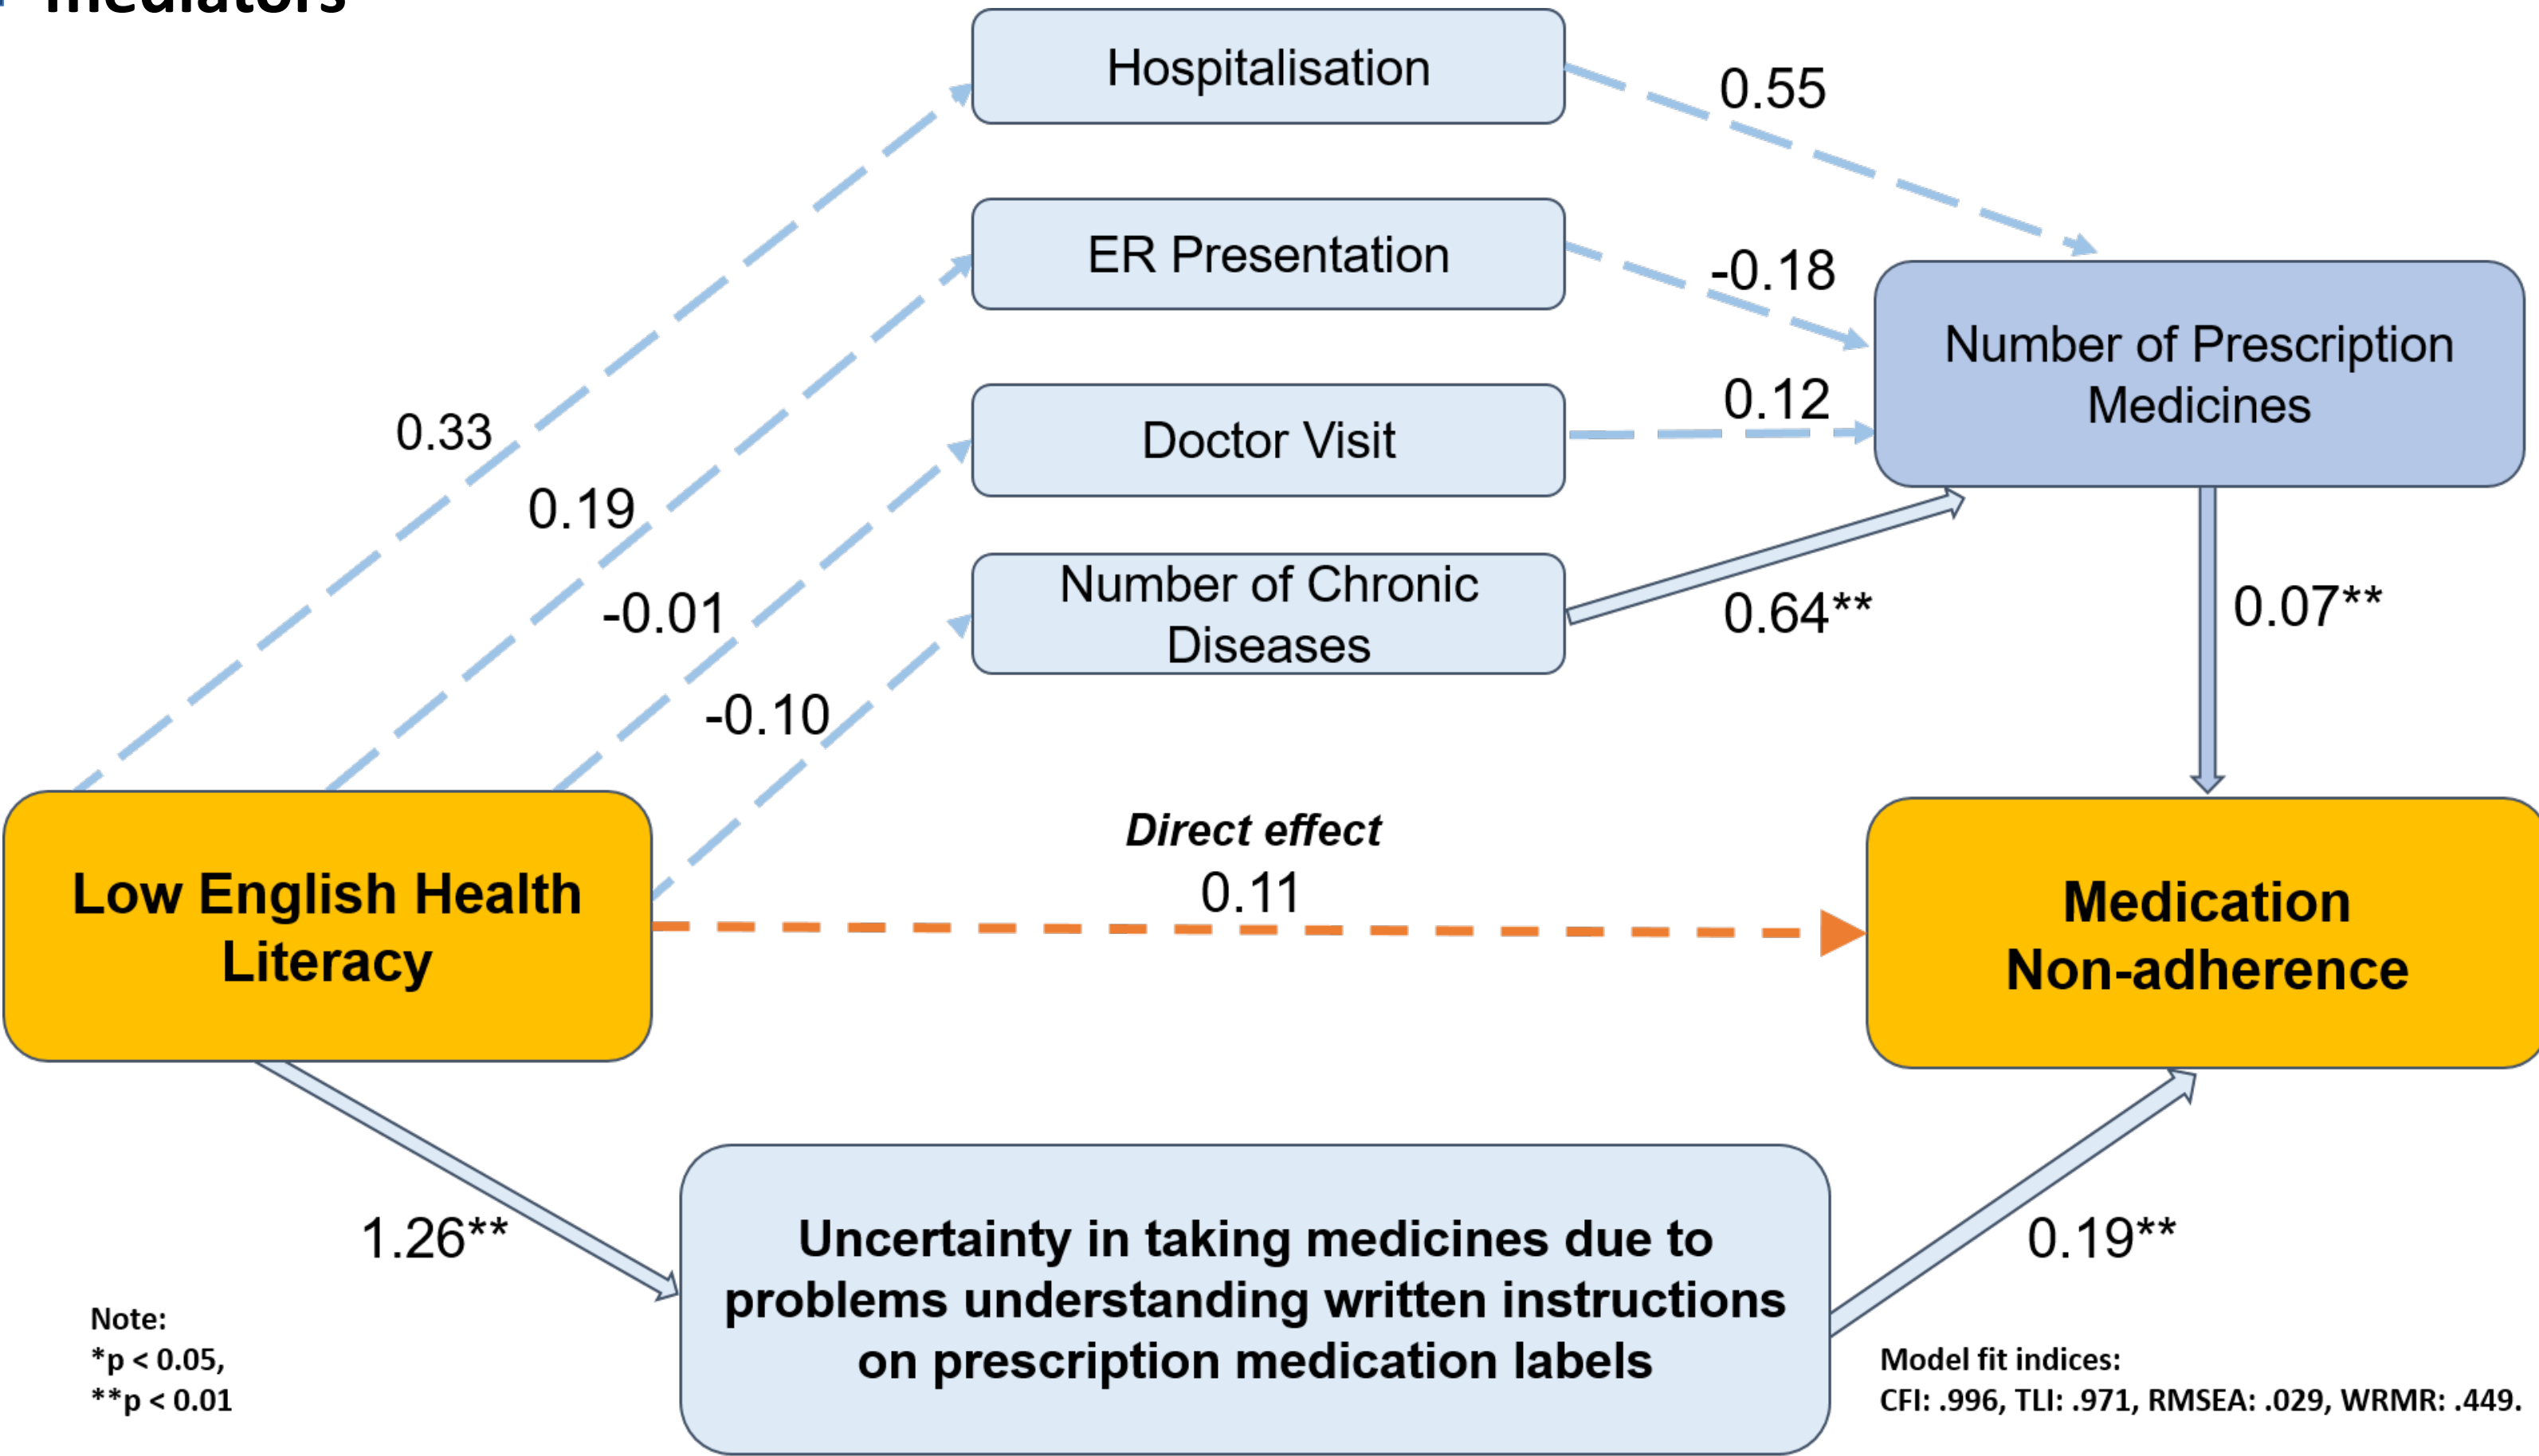 mediators
Hospitalisation
0.55
ER Presentation
-0.18
Number of Prescription
Medicines
Doctor Visit
0.12
0.33
0.19
-0.01
-0.10
Number of Chronic
Diseases
0.64**
0.07**
Direct effect
0.11
Low English Health
Literacy
Medication
Non-adherence
1.26**
Uncertainty in taking medicines due to
problems understanding written instructions
on prescription medication labels
0.19**
Note:
*p < 0.05,
**p < 0.01
Model fit indices:
CFI: .996, TLI: .971, RMSEA: .029, WRMR: .449.